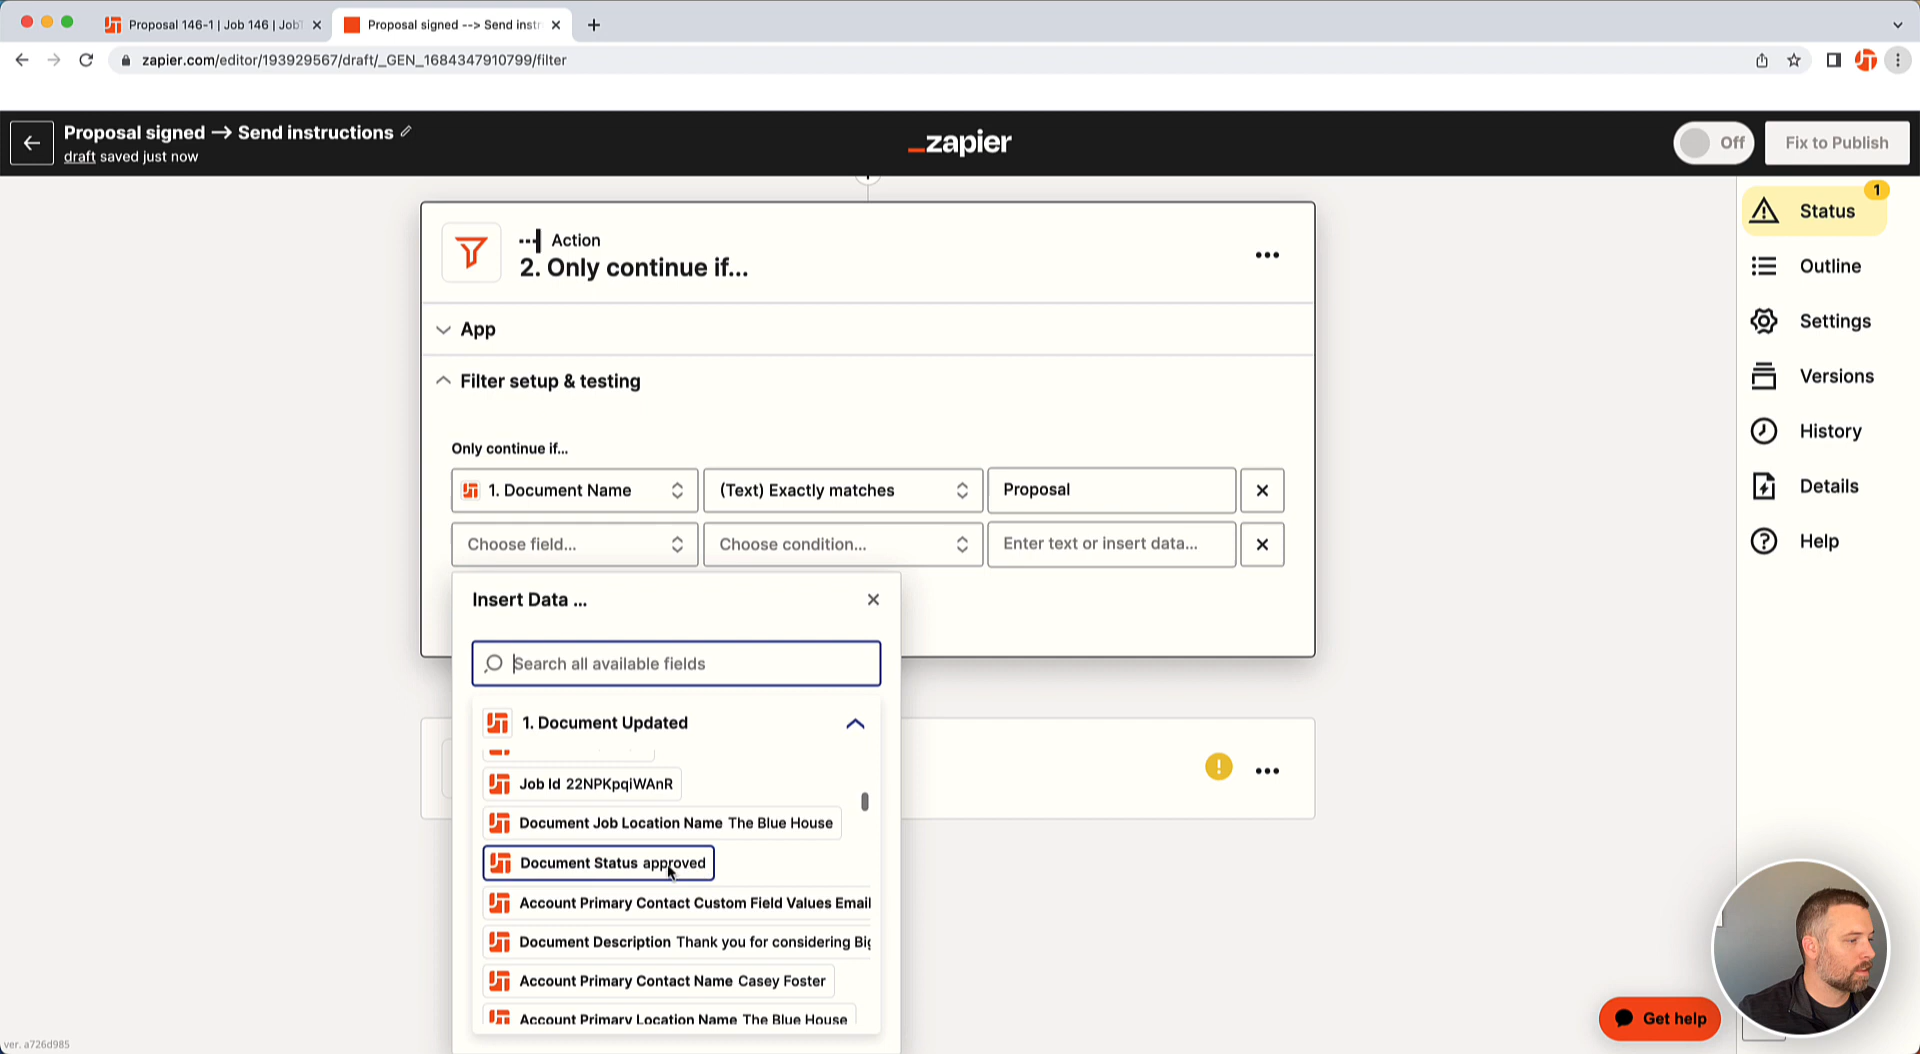 Proposal 146-1 | Job 146 | Job
Proposal signed --> Send instr
zapier.com/editor/193929567/draft/_GEN_1684347910799/filter
Proposal signed → Send instructions
draft saved just now
_zapier
Off
Fix to Publish
Action
2. Only continue if...
App
Filter setup & testing
Only continue if...
1. Document Name
(Text) Exactly matches
Proposal
Choose field...
Choose condition...
Enter text or insert data...
Insert Data ...
Search all available fields
1. Document Updated
Job Id 22NPKpqiWAnR
Document Job Location Name The Blue House
Document Status approved
Account Primary Contact Custom Field Values Email
Document Description Thank you for considering Big
Account Primary Contact Name Casey Foster
Account Primary Location Name The Blue House
1
Status
Outline
Settings
Versions
History
Details
Help
Get help
ver. a726d985